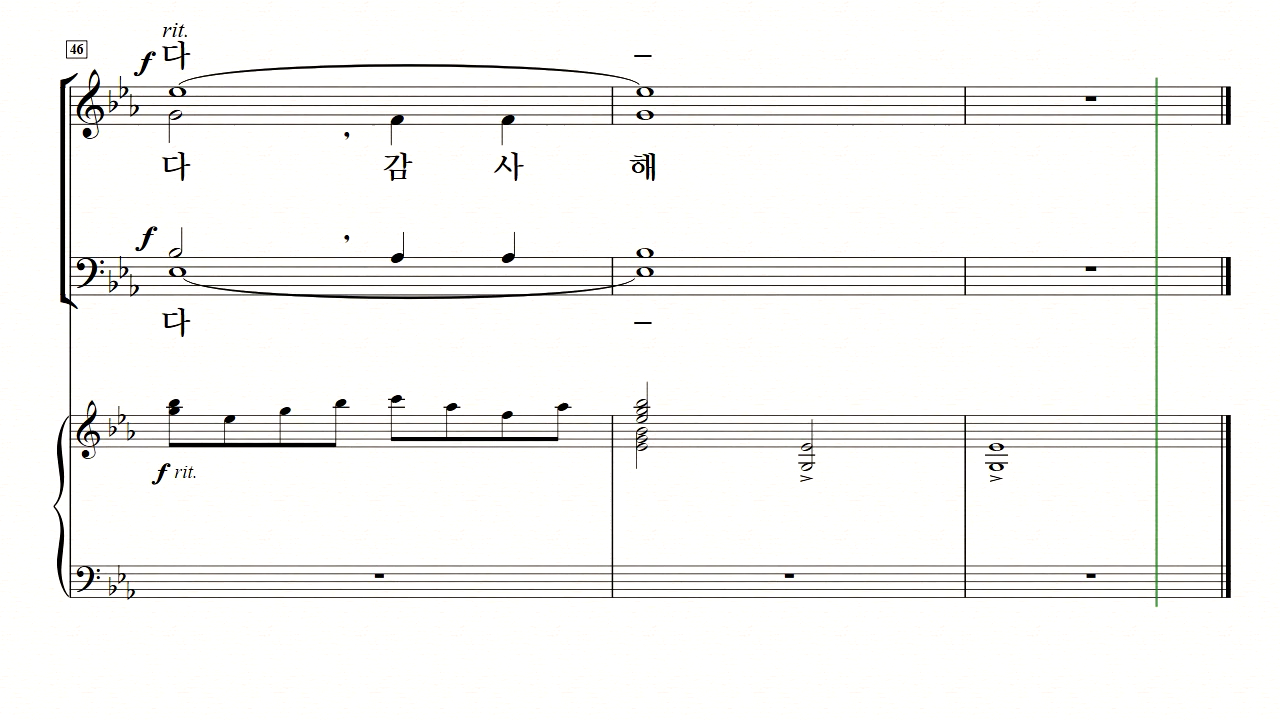 rit.
46
f 다 –
다 감 사 해
f
다 –
f rit.